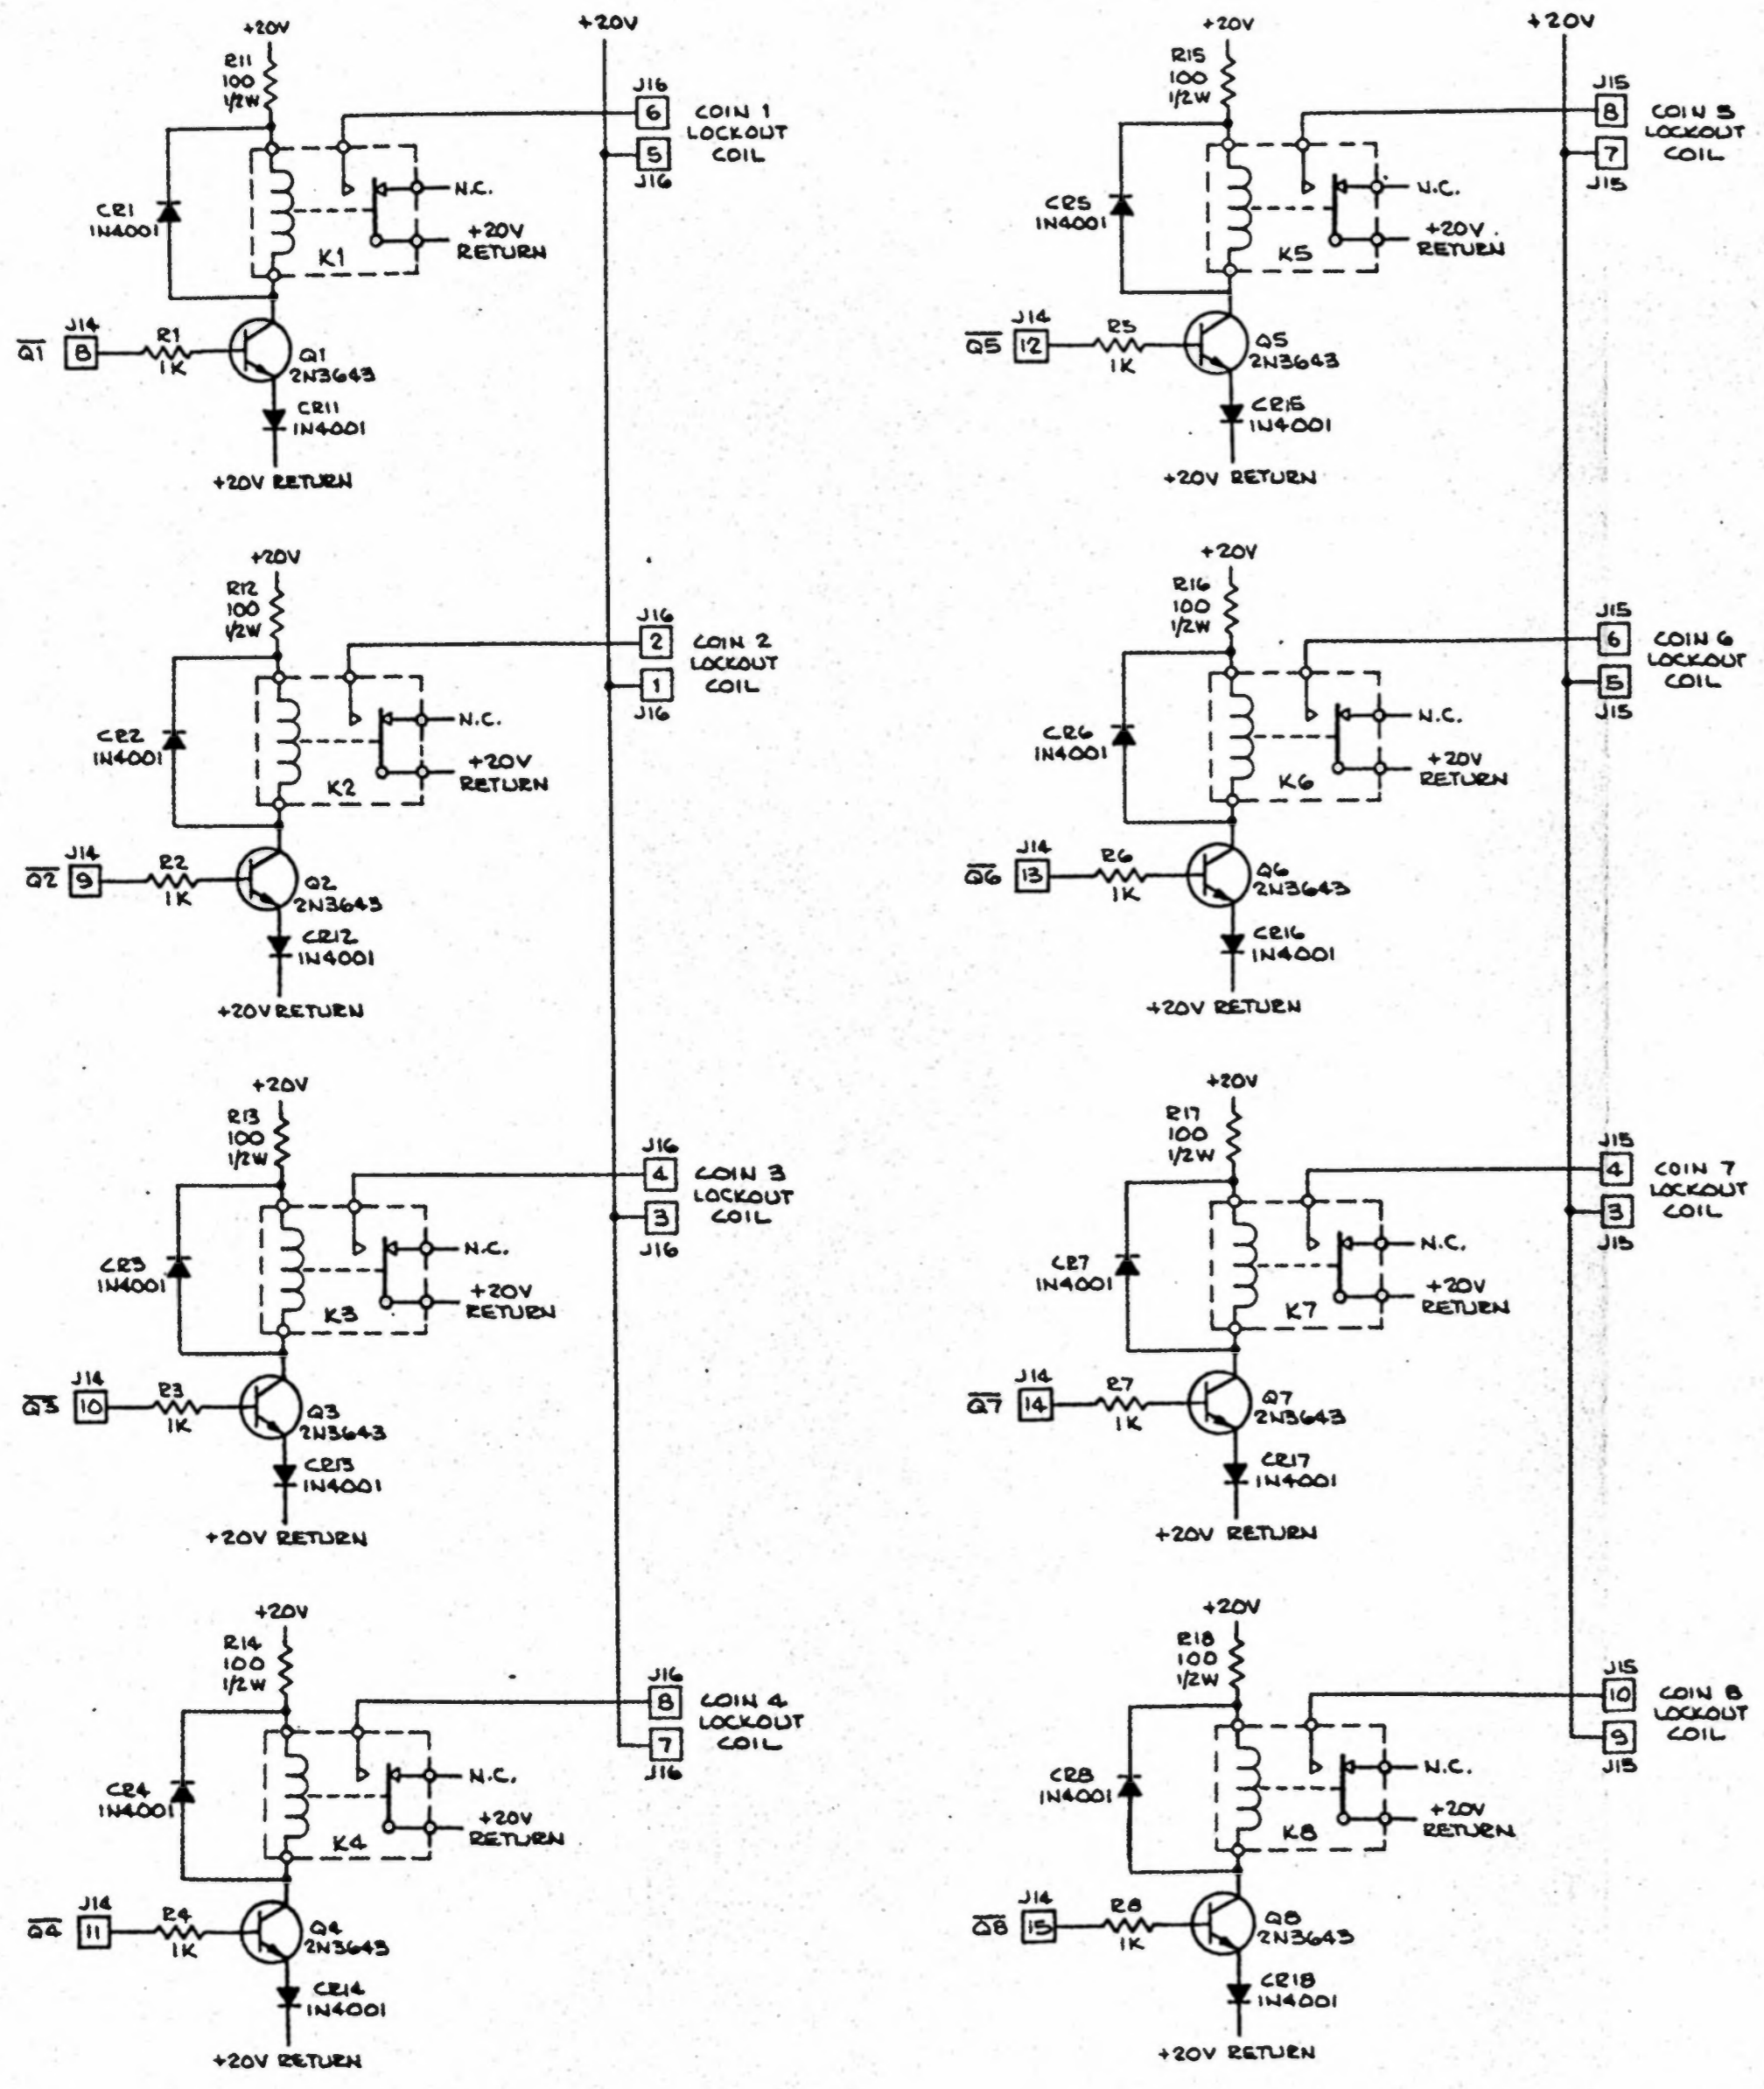 +20V
R11
100
1/2W
+20V
J16
6
COIN 1
LOCKOUT
COIL
5
J16
N.C.
+20V
RETURN
K1
CR1
1N4001
Q1
J14
8
R1
1K
Q1
2N3643
CR11
1N4001
+20V RETURN
+20V
R12
100
1/2W
J16
2
COIN 2
LOCKOUT
COIL
1
J16
N.C.
+20V
RETURN
K2
CR2
1N4001
Q2
J14
9
R2
1K
Q2
2N3643
CR12
1N4001
+20V RETURN
+20V
R13
100
1/2W
J16
4
COIN 3
LOCKOUT
COIL
3
J16
N.C.
+20V
RETURN
K3
CR3
1N4001
Q3
J14
10
R3
1K
Q3
2N3643
CR13
1N4001
+20V RETURN
+20V
R14
100
1/2W
J16
8
COIN 4
LOCKOUT
COIL
7
J16
N.C.
+20V
RETURN
K4
CR4
1N4001
Q4
J14
11
R4
1K
Q4
2N3643
CR14
1N4001
+20V RETURN
+20V
R15
100
1/2W
+20V
J15
8
COIN 5
LOCKOUT
COIL
7
J15
N.C.
+20V
RETURN
K5
CR5
1N4001
Q5
J14
12
R5
1K
Q5
2N3643
CR15
1N4001
+20V RETURN
+20V
R16
100
1/2W
J15
6
COIN 6
LOCKOUT
COIL
5
J15
N.C.
+20V
RETURN
K6
CR6
1N4001
Q6
J14
13
R6
1K
Q6
2N3643
CR16
1N4001
+20V RETURN
+20V
R17
100
1/2W
J15
4
COIN 7
LOCKOUT
COIL
3
J15
N.C.
+20V
RETURN
K7
CR7
1N4001
Q7
J14
14
R7
1K
Q7
2N3643
CR17
1N4001
+20V RETURN
+20V
R18
100
1/2W
J15
10
COIN 8
LOCKOUT
COIL
9
J15
N.C.
+20V
RETURN
K8
CR8
1N4001
Q8
J14
15
R8
1K
Q8
2N3643
CR18
1N4001
+20V RETURN